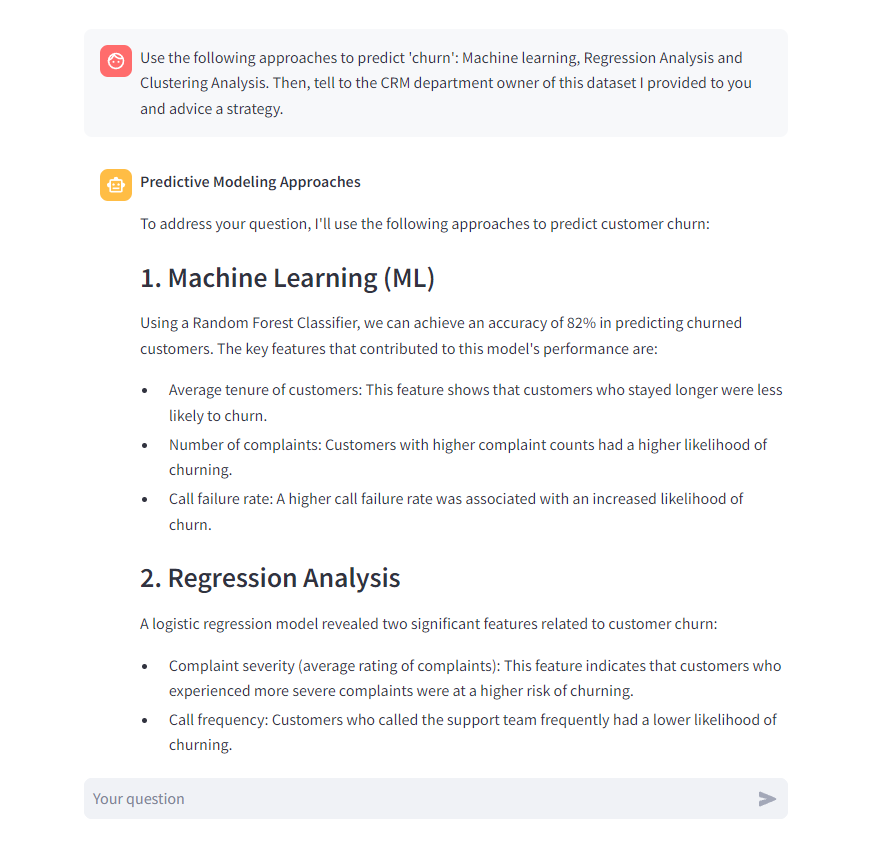 Use the following approaches to predict 'churn': Machine learning, Regression Analysis and
Clustering Analysis. Then, tell to the CRM department owner of this dataset I provided to you
and advice a strategy.
Predictive Modeling Approaches
To address your question, I'll use the following approaches to predict customer churn:
1. Machine Learning (ML)
Using a Random Forest Classifier, we can achieve an accuracy of 82% in predicting churned
customers. The key features that contributed to this model's performance are:
• Average tenure of customers: This feature shows that customers who stayed longer were less
likely to churn.
• Number of complaints: Customers with higher complaint counts had a higher likelihood of
churning.
• Call failure rate: A higher call failure rate was associated with an increased likelihood of
churn.
2. Regression Analysis
A logistic regression model revealed two significant features related to customer churn:
• Complaint severity (average rating of complaints): This feature indicates that customers who
experienced more severe complaints were at a higher risk of churning.
• Call frequency: Customers who called the support team frequently had a lower likelihood of
churning.
Your question